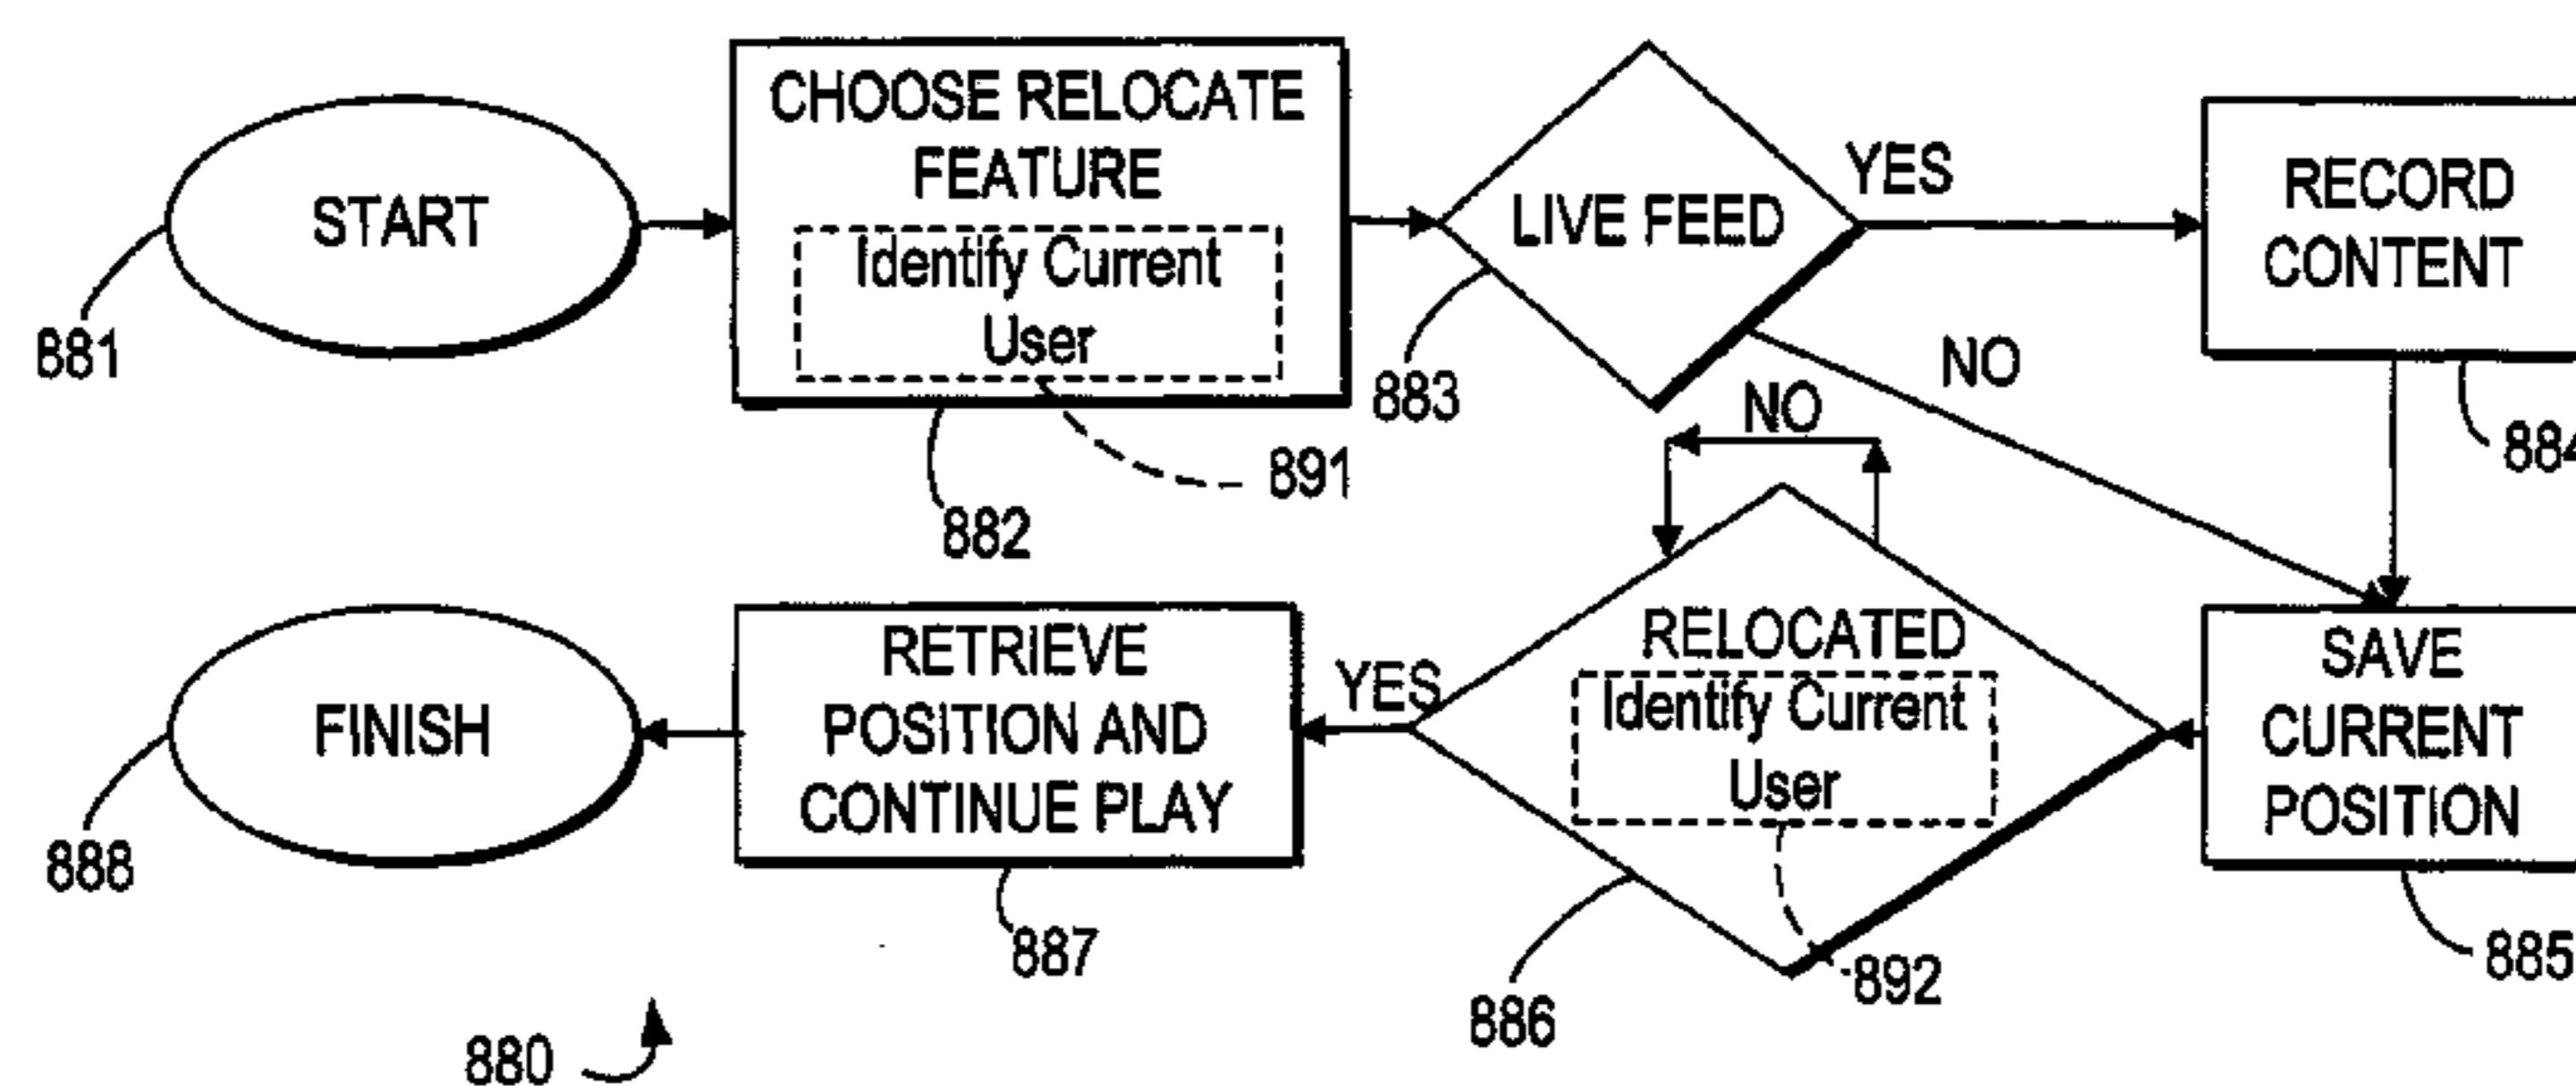 START
881
CHOOSE RELOCATE
FEATURE
Identify Current
User
891
882
LIVE FEED
883
YES
NO
RECORD
CONTENT
884
SAVE
CURRENT
POSITION
885
NO
RELOCATED
Identify Current
User
892
886
YES
RETRIEVE
POSITION AND
CONTINUE PLAY
887
FINISH
888
880